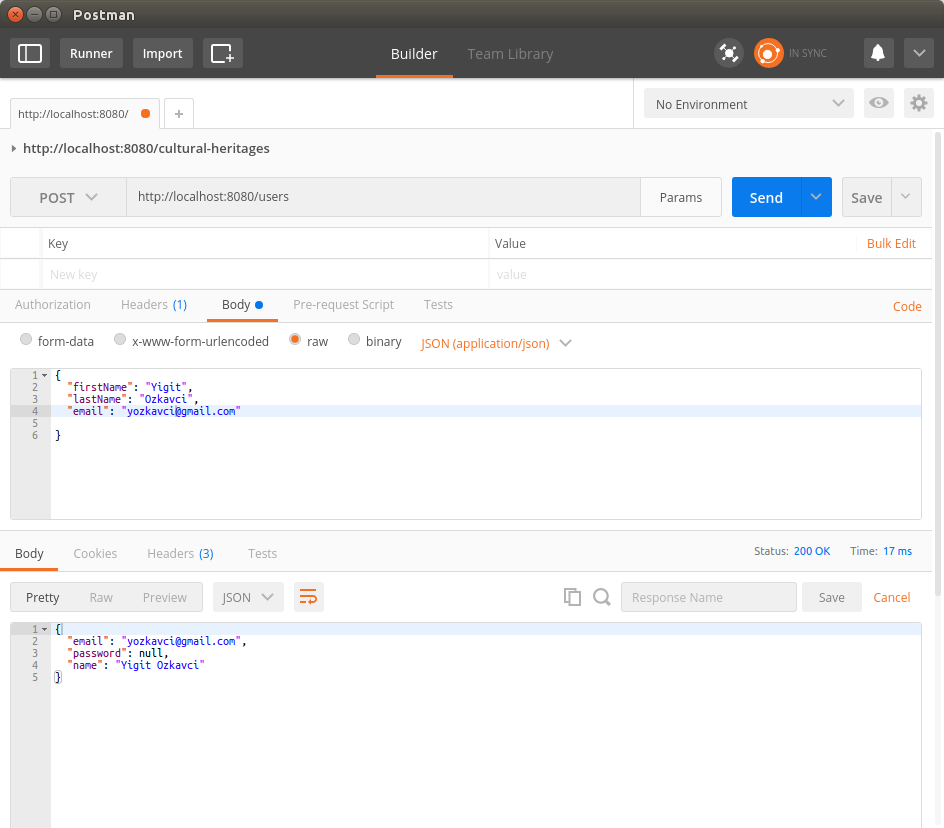 Postman
Runner Import Builder Team Library IN SYNC
http://localhost:8080/ + No Environment
http://localhost:8080/cultural-heritages
POST http://localhost:8080/users Params Send Save
Key Value Bulk Edit
New key value
Authorization Headers (1) Body Pre-request Script Tests Code
form-data x-www-form-urlencoded raw binary JSON (application/json)
1 {
2 "firstName": "Yigit",
3 "lastName": "Ozkavci",
4 "email": "yozkavci@gmail.com"
5
6 }
Body Cookies Headers (3) Tests Status: 200 OK Time: 17 ms
Pretty Raw Preview JSON Response Name Save Cancel
1 {
2 "email": "yozkavci@gmail.com",
3 "password": null,
4 "name": "Yigit Ozkavci"
5 }